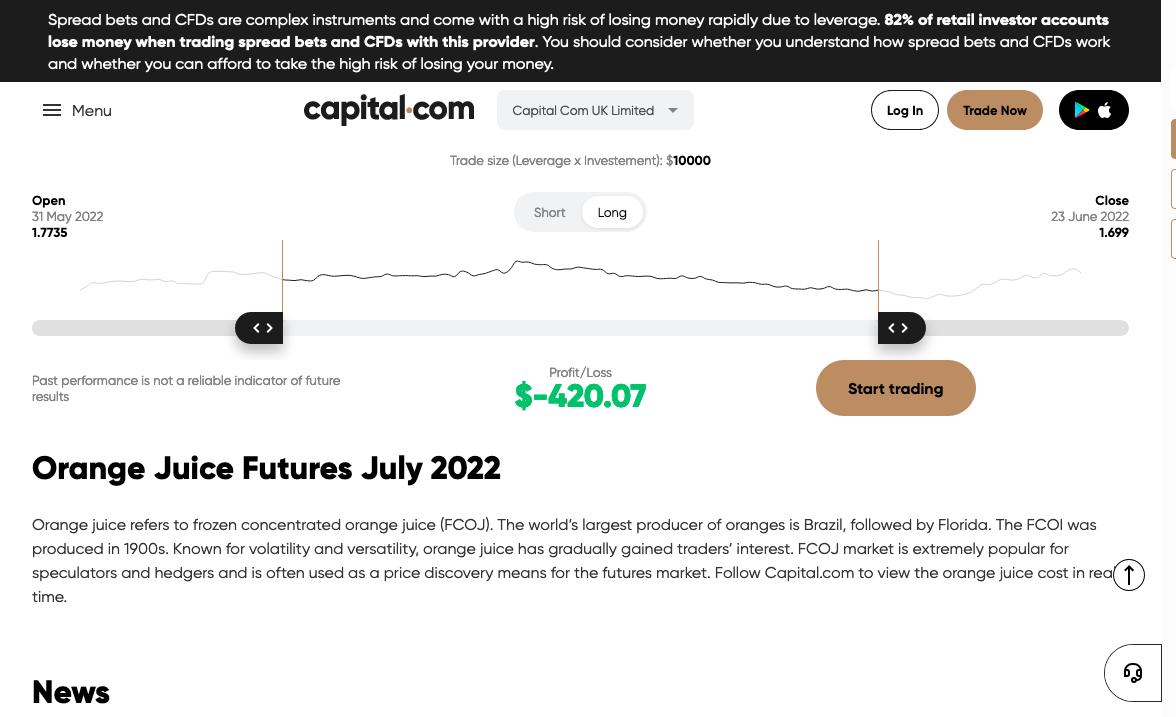 Spread bets and CFDs are complex instruments and come with a high risk of losing money rapidly due to leverage. 82% of retail investor accounts
lose money when trading spread bets and CFDs with this provider. You should consider whether you understand how spread bets and CFDs work
and whether you can afford to take the high risk of losing your money.
Menu
capital.com
Capital Com UK Limited
Log In
Trade Now
Trade size (Leverage x Investement): $10000
Open
31 May 2022
1.7735
Short
Long
Close
23 June 2022
1.699
Past performance is not a reliable indicator of future
results
Profit/Loss
$-420.07
Start trading
Orange Juice Futures July 2022
Orange juice refers to frozen concentrated orange juice (FCOJ). The world's largest producer of oranges is Brazil, followed by Florida. The FCOI was
produced in 1900s. Known for volatility and versatility, orange juice has gradually gained traders' interest. FCOJ market is extremely popular for
speculators and hedgers and is often used as a price discovery means for the futures market. Follow Capital.com to view the orange juice cost in real
time.
News